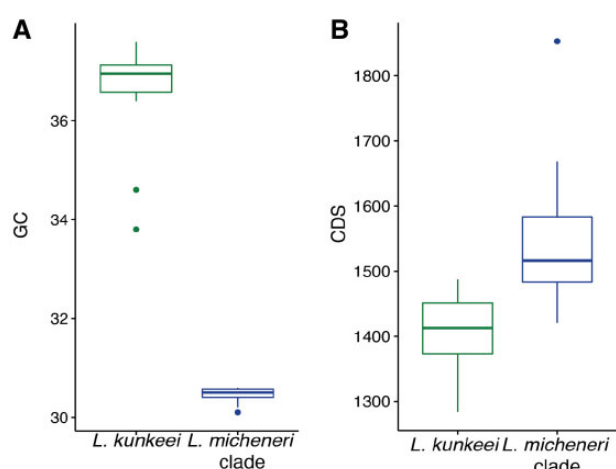 A
GC
36
34
32
30
L. kunkeei L. micheneri
clade
B
CDS
1800
1700
1600
1500
1400
1300
L. kunkeei L. micheneri
clade